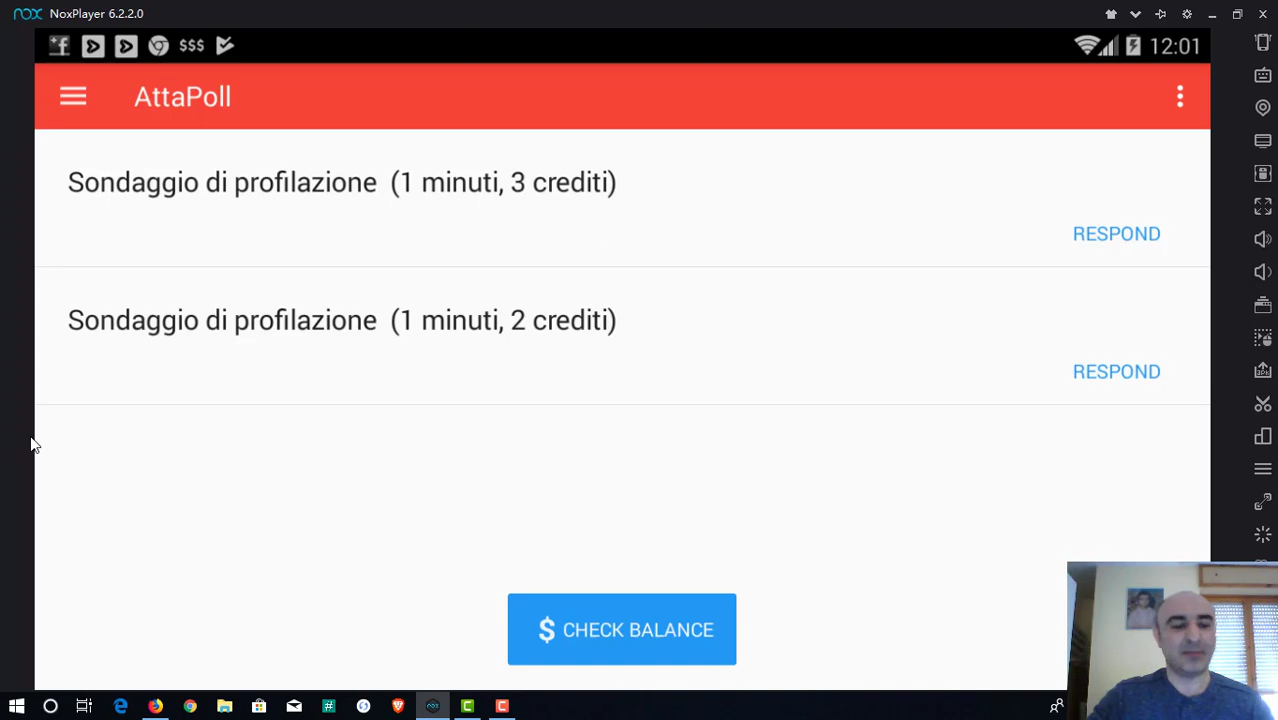 nox NoxPlayer 6.2.2.0
$$$ 12:01
AttaPoll
Sondaggio di profilazione (1 minuti, 3 crediti)
RESPOND
Sondaggio di profilazione (1 minuti, 2 crediti)
RESPOND
$ CHECK BALANCE